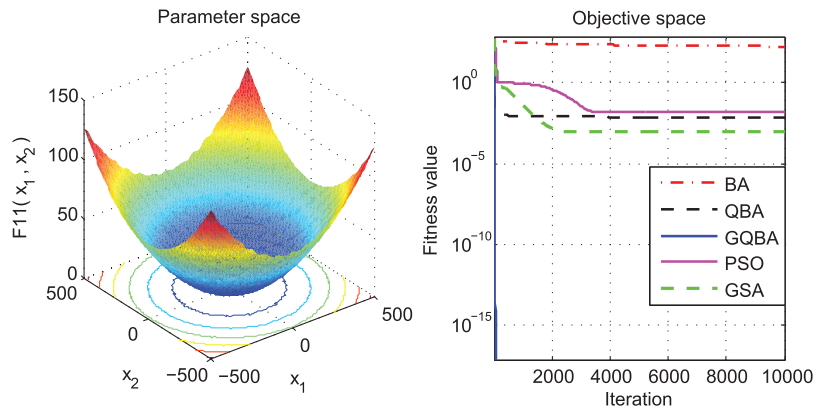 Parameter space
F11( x1 , x2 )
150
100
50
0
500
0
−500
x2
−500
0
500
x1
Objective space
Fitness value
10^0
10^−5
10^−10
10^−15
2000 4000 6000 8000 10000
Iteration
BA
QBA
GQBA
PSO
GSA